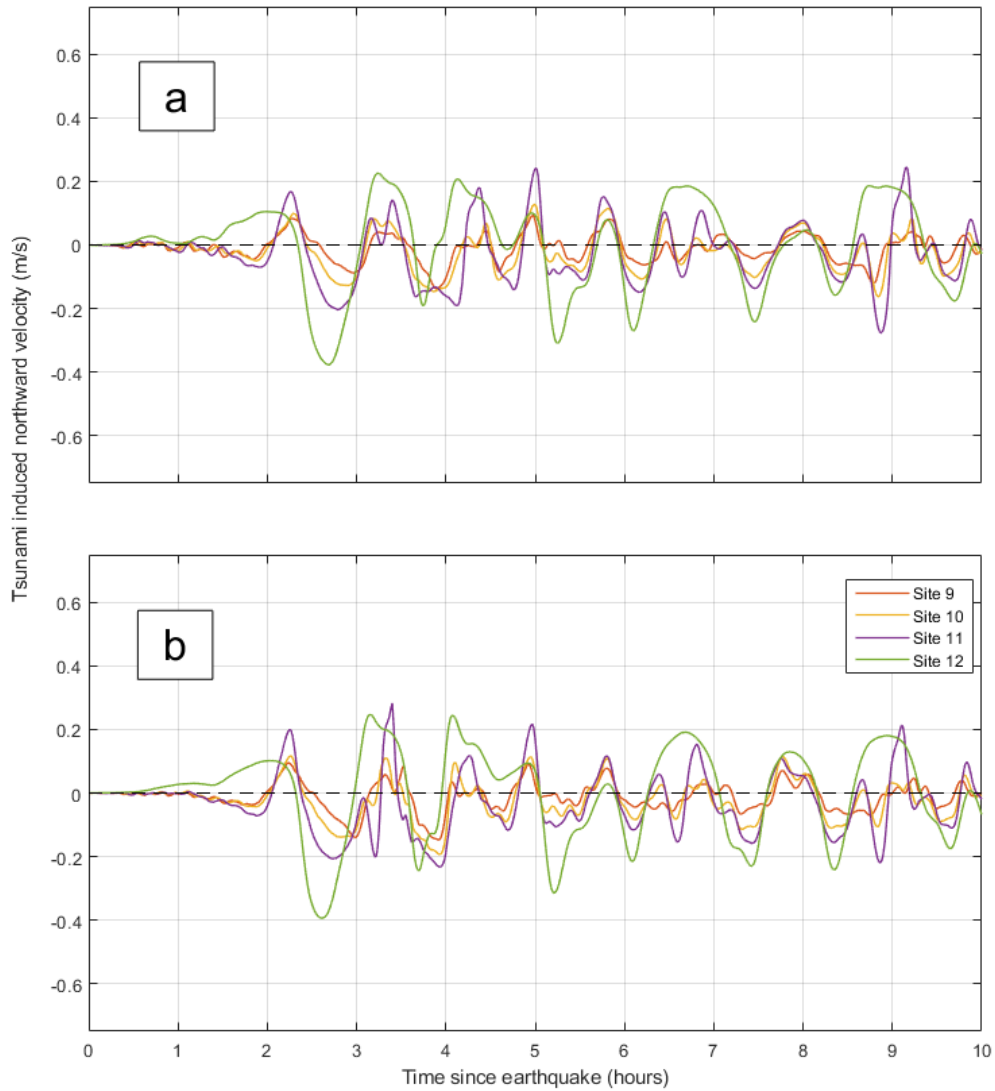 Tsunami induced northward velocity (m/s)
0.6
0.4
0.2
0
-0.2
-0.4
-0.6
a
0.6
0.4
0.2
0
-0.2
-0.4
-0.6
b
Site 9
Site 10
Site 11
Site 12
0 1 2 3 4 5 6 7 8 9 10
Time since earthquake (hours)